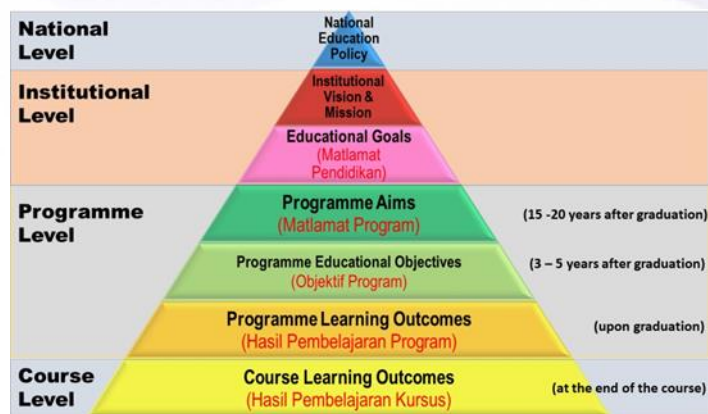 National
Level
National
Education
Policy
Institutional
Level
Institutional
Vision &
Mission
Educational Goals
(Matlamat
Pendidikan)
Programme
Level
Programme Aims
(Matlamat Program)
(15 -20 years after graduation)
Programme Educational Objectives
(Objektif Program)
(3 – 5 years after graduation)
Programme Learning Outcomes
(Hasil Pembelajaran Program)
(upon graduation)
Course
Level
Course Learning Outcomes
(Hasil Pembelajaran Kursus)
(at the end of the course)